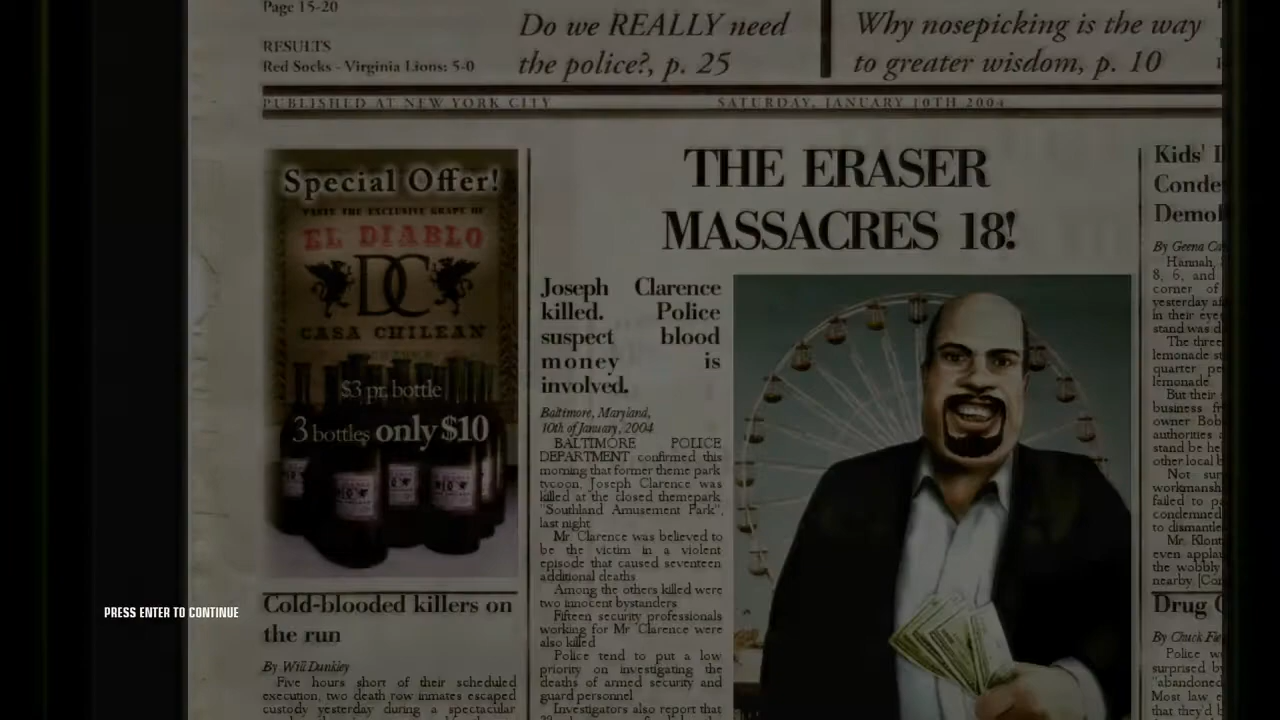 Page 15-20
RESULTS
Red Socks - Virginia Lions: 5-0
Do we REALLY need
the police?, p. 25
Why nosepicking is the way
to greater wisdom, p. 10
PUBLISHED AT NEW YORK CITY
SATURDAY, JANUARY 10TH 2004
Special Offer!
TASTE THE EXCLUSIVE GRAPE OF
EL DIABLO
DC
CASA CHILEAN
$3 pr. bottle
3 bottles only $10
Cold-blooded killers on
the run
By Will Dunkley
Five hours short of their scheduled
execution, two death row inmates escaped
custody yesterday during a spectacular
THE ERASER
MASSACRES 18!
Joseph Clarence
killed. Police
suspect blood
money is
involved.
Baltimore, Maryland,
10th of January, 2004
BALTIMORE POLICE
DEPARTMENT confirmed this
morning that former theme park
tycoon, Joseph Clarence was
killed at the closed themepark
"Southland Amusement Park",
last night
Mr Clarence was believed to
be the victim in a violent
episode that caused seventeen
additional deaths
Among the others killed were
two innocent bystanders
Fifteen security professionals
working for Mr Clarence were
also killed
Police tend to put a low
priority on investigating the
deaths of armed security and
guard personnel
Investigators also report that
Kids'
By Geena
Hannah,
8, 6, and
corner of
yesterday
in their
stand was
The three
lemonade
quarter
lemonade
But their
business
owner Bob
authorities
stand be
other local
Not
failed to
condemned
to dismantle
Mr.
even
the wobbly
nearby
Drug
By Chuck
Police
surprised by
"abandoned
Most law
that they'd
PRESS ENTER TO CONTINUE